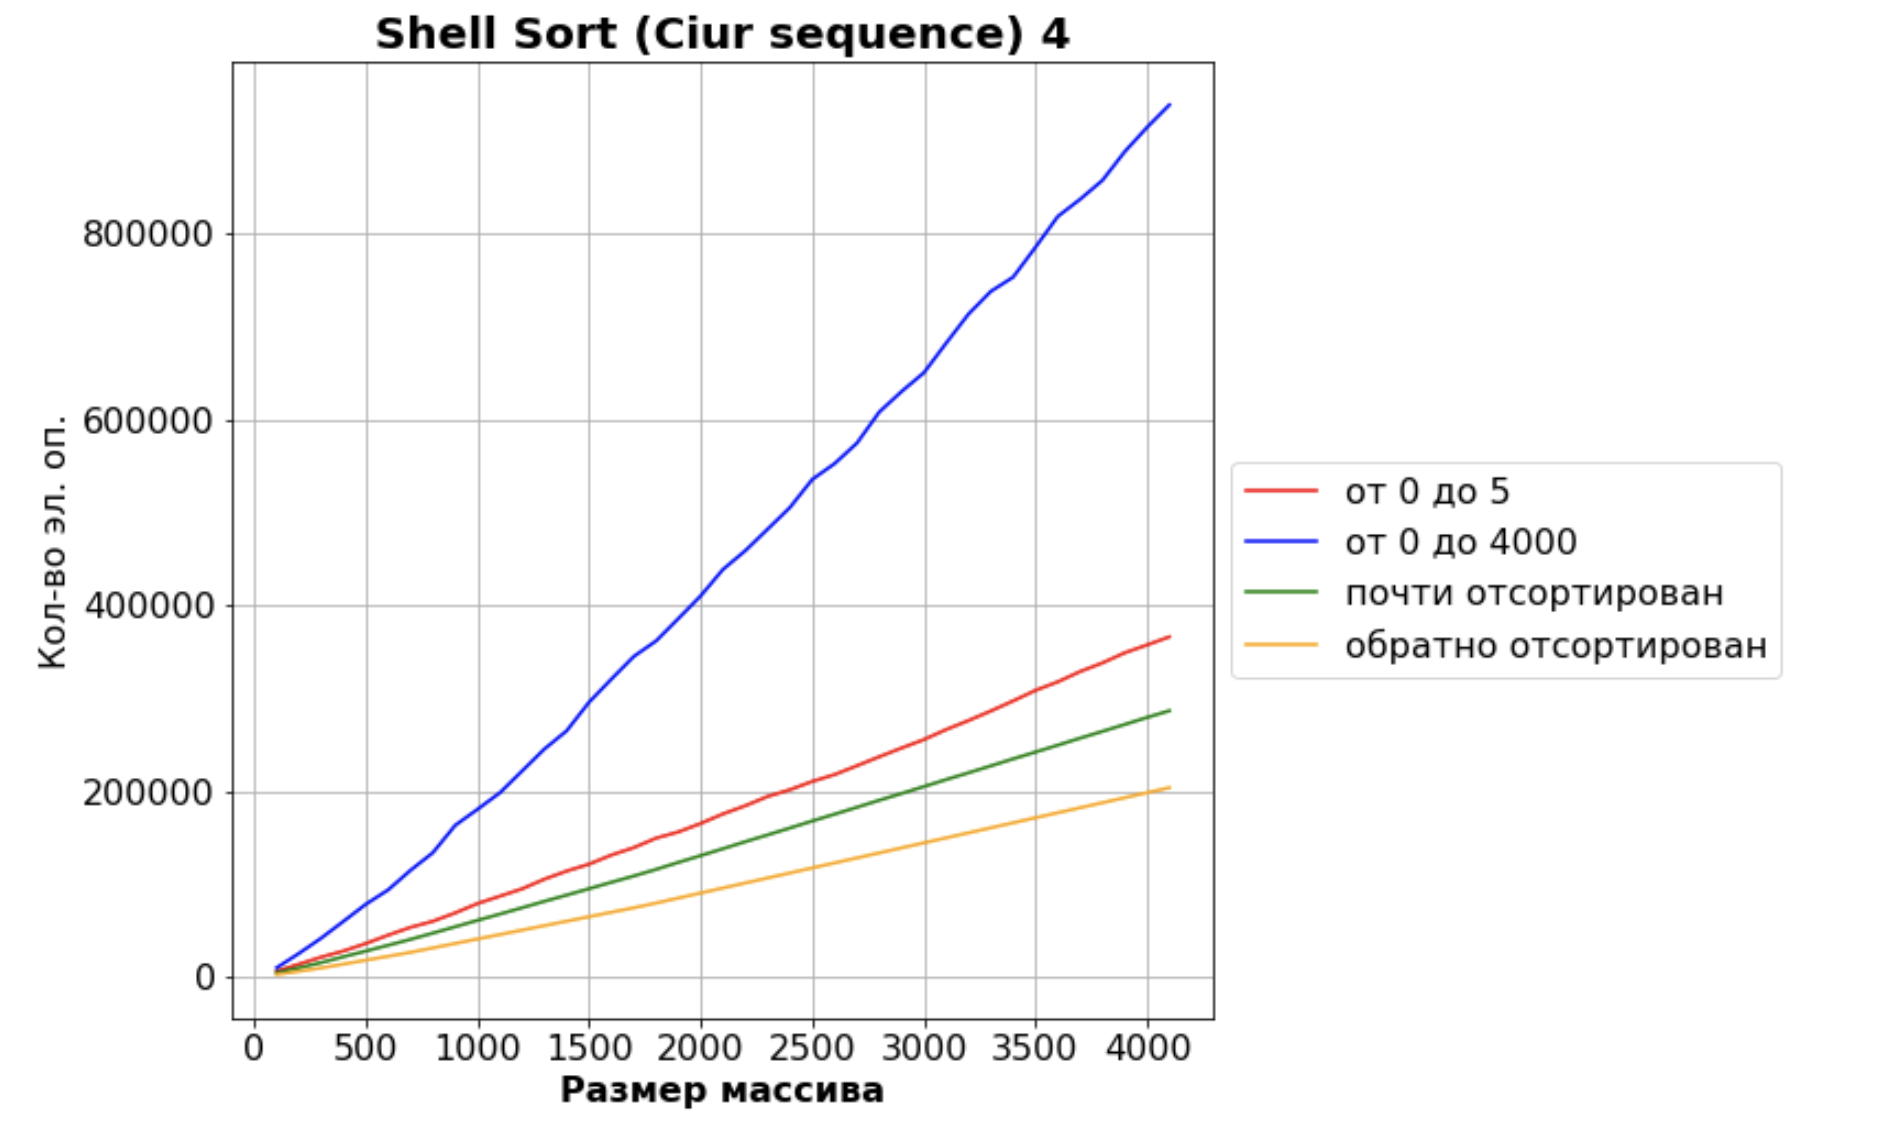 Shell Sort (Ciur sequence) 4
Кол-во эл. оп.
800000
600000
400000
200000
0
0 500 1000 1500 2000 2500 3000 3500 4000
Размер массива
от 0 до 5
от 0 до 4000
почти отсортирован
обратно отсортирован